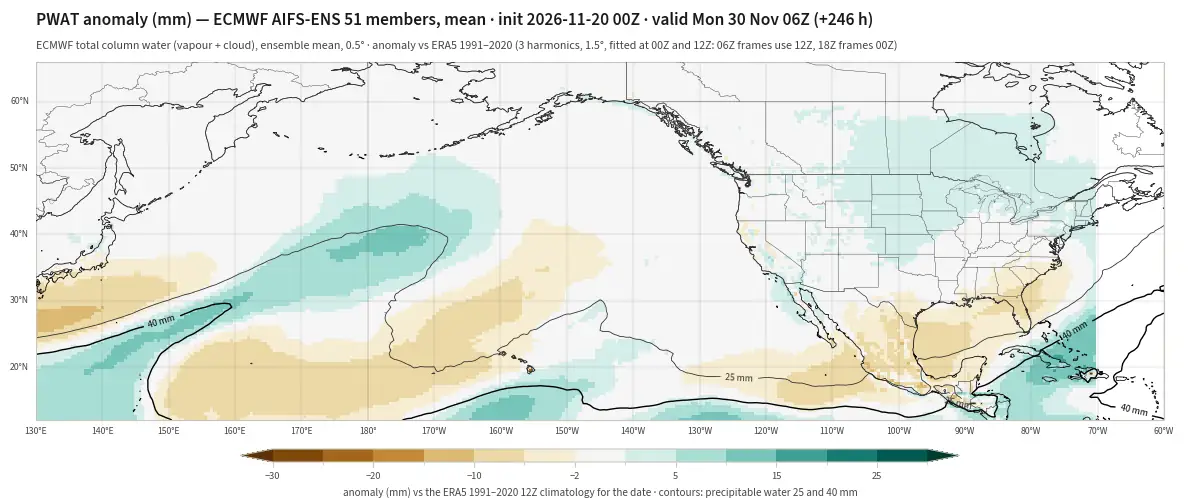 PWAT anomaly (mm) — ECMWF AIFS-ENS 51 members, mean · init 2026-11-20 00Z · valid Mon 30 Nov 06Z (+246 h)
ECMWF total column water (vapour + cloud), ensemble mean, 0.5° · anomaly vs ERA5 1991–2020 (3 harmonics, 1.5°, fitted at 00Z and 12Z: 06Z frames use 12Z, 18Z frames 00Z)
60°N
50°N
40°N
30°N
20°N
40 mm
25 mm
40 mm
mm
40 mm
130°E 140°E 150°E 160°E 170°E 180° 170°W 160°W 150°W 140°W 130°W 120°W 110°W 100°W 90°W 80°W 70°W 60°W
−30 −20 −10 −2 5 15 25
anomaly (mm) vs the ERA5 1991–2020 12Z climatology for the date · contours: precipitable water 25 and 40 mm